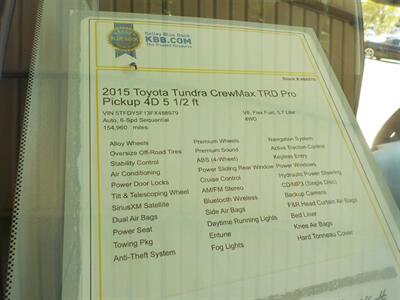 Kelley Blue Book
KBB.COM
The Trusted Resource
2015 Toyota Tundra CrewMax TRD Pro
Pickup 4D 5 1/2 ft
Auto, 6-Spd Sequential
V8, Flex Fuel, 5.7 Liter
4WD
154,960 miles
Alloy Wheels
Oversize Off-Road Tires
Stability Control
Air Conditioning
Power Door Locks
Tilt & Telescoping Wheel
SiriusXM Satellite
Dual Air Bags
Power Seat
Towing Pkg
Anti-Theft System
Premium Wheels
Premium Sound
ABS (4-Wheel)
Power Sliding Rear Window
Cruise Control
AM/FM Stereo
Bluetooth Wireless
Side Air Bags
Daytime Running Lights
Entune
Fog Lights
Navigation System
Active Traction Control
Keyless Entry
Power Windows
Hydraulic Power Steering
CD/MP3 (Single Disc)
Backup Camera
F&R Head Curtain Air Bags
Bed Liner
Knee Air Bags
Hard Tonneau Cover